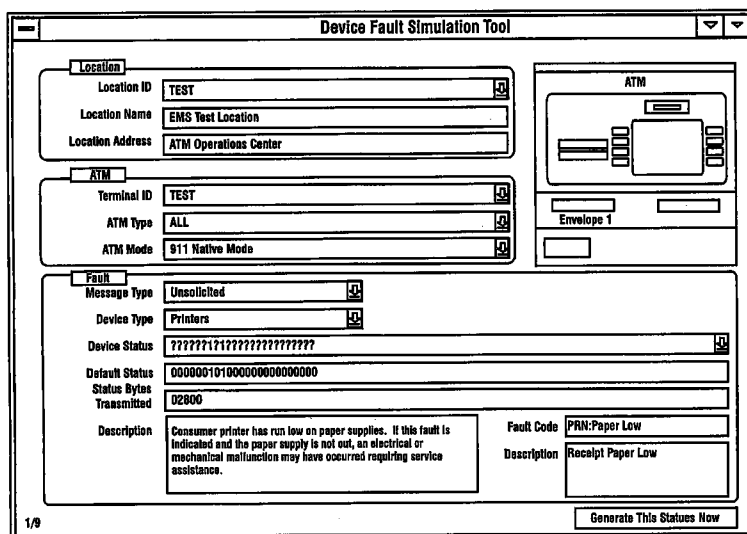 Device Fault Simulation Tool
Location
Location ID TEST
Location Name EMS Test Location
Location Address ATM Operations Center
ATM
ATM
Terminal ID TEST
ATM Type ALL
ATM Mode 911 Native Mode
Envelope 1
Fault
Message Type Unsolicited
Device Type Printers
Device Status
Default Status
Status Bytes
Transmitted 02800
Description Consumer printer has run low on paper supplies. If this fault is
indicated and the paper supply is not out, an electrical or
mechanical malfunction may have occurred requiring service
assistance.
Fault Code PRN:Paper Low
Description Receipt Paper Low
1/9
Generate This Statues Now